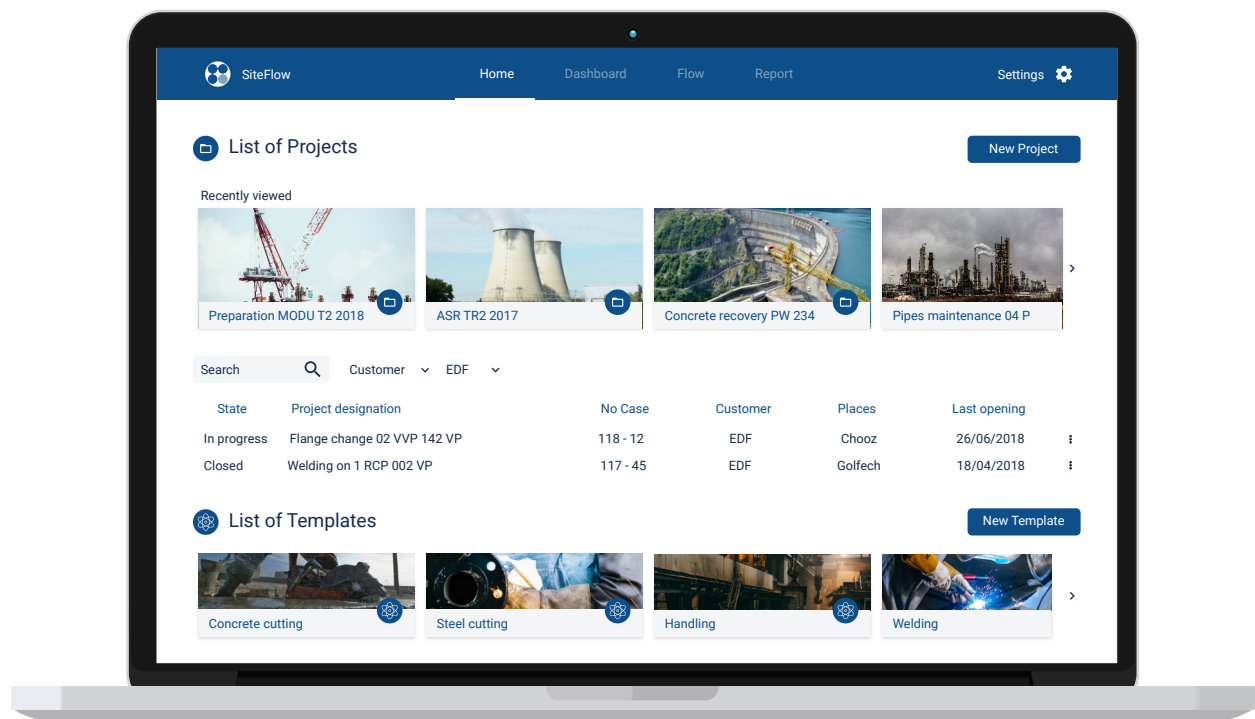 SiteFlow Home Dashboard Flow Report Settings
List of Projects New Project
Recently viewed
Preparation MODU T2 2018 ASR TR2 2017 Concrete recovery PW 234 Pipes maintenance 04 P
Search Customer EDF
State Project designation No Case Customer Places Last opening
In progress Flange change 02 VVP 142 VP 118 - 12 EDF Chooz 26/06/2018
Closed Welding on 1 RCP 002 VP 117 - 45 EDF Golfech 18/04/2018
List of Templates New Template
Concrete cutting Steel cutting Handling Welding